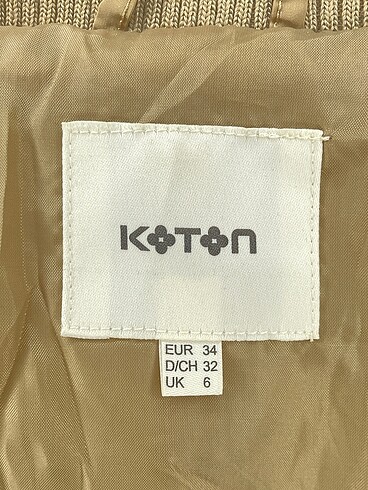 KOTON
EUR 34
D/CH 32
UK 6